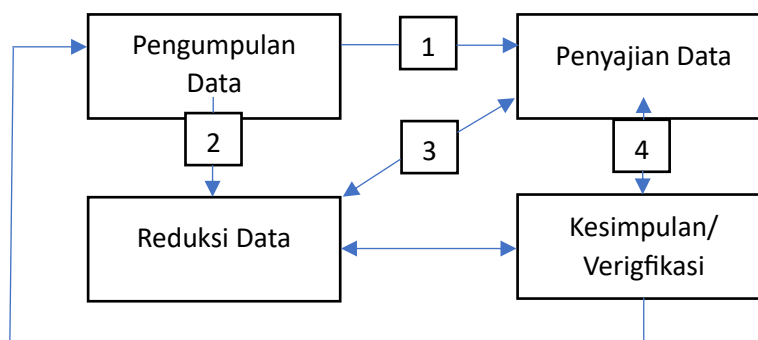 Pengumpulan
Data
1
Penyajian Data
2
3
4
Reduksi Data
Kesimpulan/
Verigfikasi